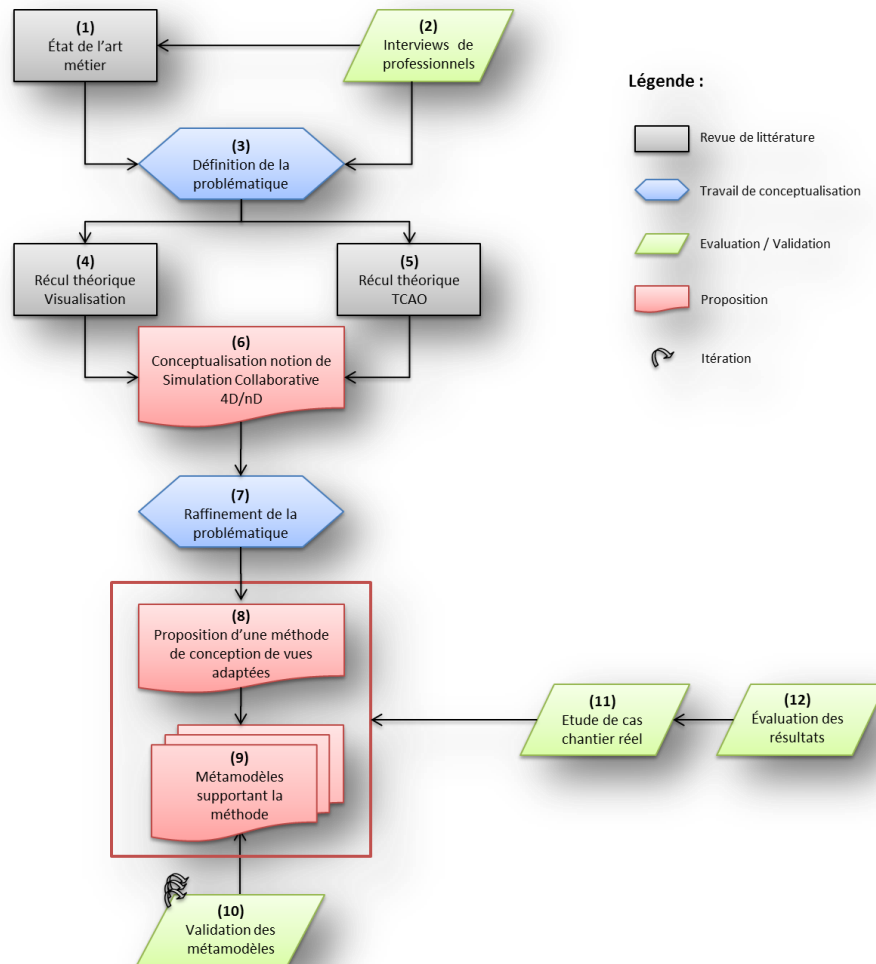 (1)
État de l'art
métier
(2)
Interviews de
professionnels
(3)
Définition de la
problématique
(4)
Récul théorique
Visualisation
(5)
Récul théorique
TCAO
(6)
Conceptualisation notion de
Simulation Collaborative
4D/nD
(7)
Raffinement de la
problématique
(8)
Proposition d'une méthode
de conception de vues
adaptées
(9)
Métamodèles
supportant la
méthode
(10)
Validation des
métamodèles
(11)
Etude de cas
chantier réel
(12)
Évaluation des
résultats
Légende :
Revue de littérature
Travail de conceptualisation
Evaluation / Validation
Proposition
Itération